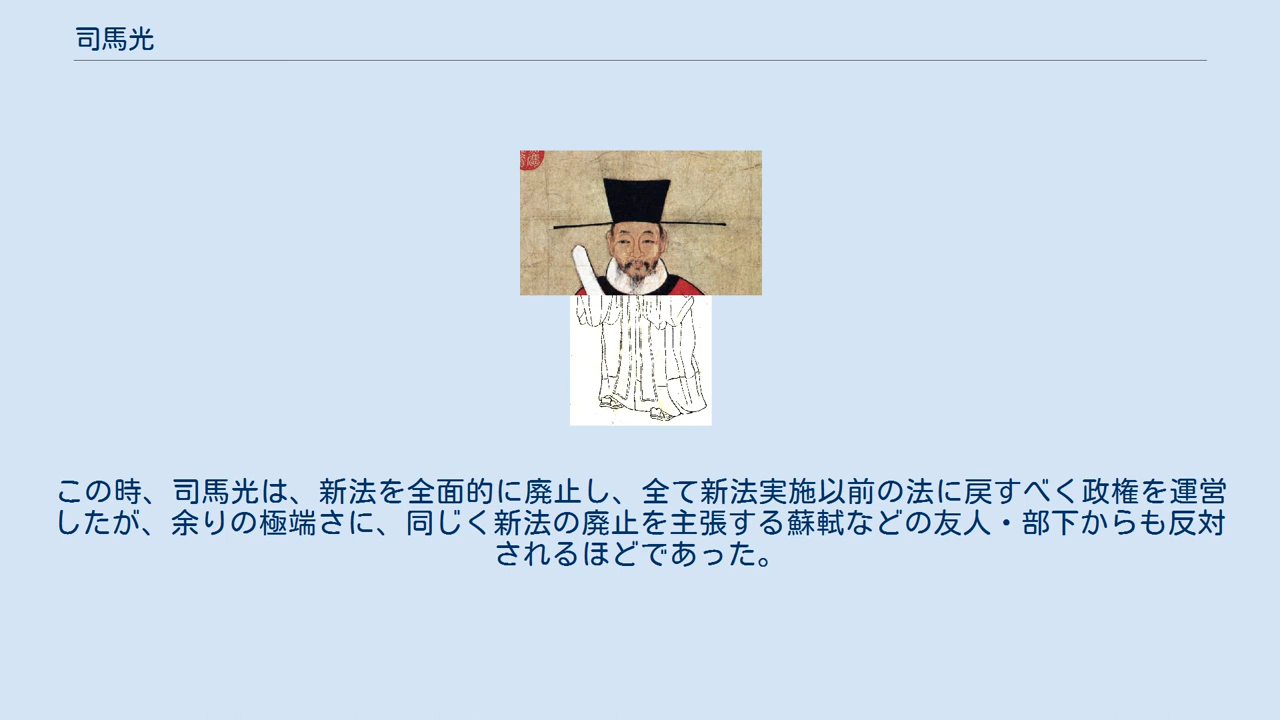 司馬光
この時、司馬光は、新法を全面的に廃止し、全て新法実施以前の法に戻すべく政権を運営
したが、余りの極端さに、同じく新法の廃止を主張する蘇軾などの友人・部下からも反対
されるほどであった。